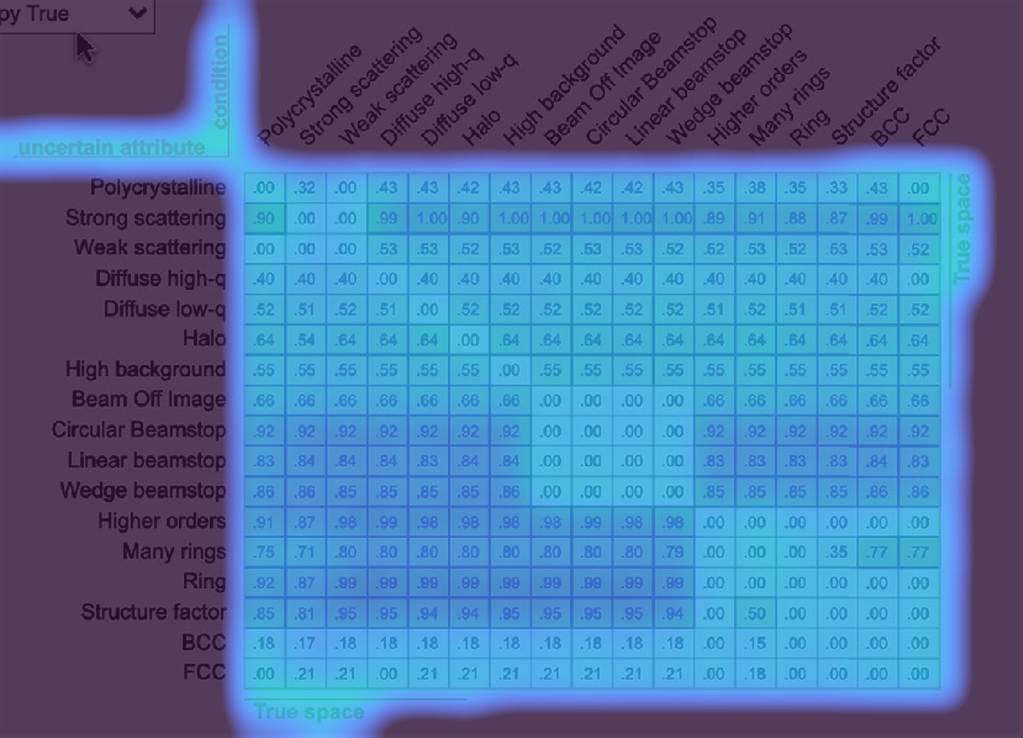 py True
condition
uncertain attribute
Polycrystalline
Strong scattering
Weak scattering
Diffuse high-q
Diffuse low-q
Halo
High background
Beam Off Image
Circular Beamstop
Linear beamstop
Wedge beamstop
Higher orders
Many rings
Ring
Structure factor
BCC
FCC
Polycrystalline .00 .32 .00 .43 .43 .42 .43 .43 .42 .42 .43 .35 .38 .35 .33 .43 .00
Strong scattering .90 .00 .00 .99 1.00 .90 1.00 1.00 1.00 1.00 1.00 .89 .91 .88 .87 .99 1.00
Weak scattering .00 .00 .00 .53 .53 .52 .53 .52 .53 .53 .52 .52 .53 .52 .53 .53 .52
Diffuse high-q .40 .40 .40 .00 .40 .40 .40 .40 .40 .40 .40 .40 .40 .40 .40 .40 .00
Diffuse low-q .52 .51 .52 .51 .00 .52 .52 .52 .52 .52 .52 .51 .52 .51 .51 .52 .52
Halo .64 .54 .64 .64 .64 .00 .64 .64 .64 .64 .64 .64 .64 .64 .64 .64 .64
High background .55 .55 .55 .55 .55 .55 .00 .55 .55 .55 .55 .55 .55 .55 .55 .55 .55
Beam Off Image .66 .66 .66 .66 .66 .66 .66 .00 .00 .00 .00 .66 .66 .66 .66 .66 .66
Circular Beamstop .92 .92 .92 .92 .92 .92 .92 .00 .00 .00 .00 .92 .92 .92 .92 .92 .92
Linear beamstop .83 .84 .84 .84 .83 .84 .84 .00 .00 .00 .00 .83 .83 .83 .83 .84 .83
Wedge beamstop .86 .86 .85 .85 .85 .85 .86 .00 .00 .00 .00 .85 .85 .85 .85 .86 .86
Higher orders .91 .87 .98 .99 .98 .98 .98 .98 .99 .98 .98 .00 .00 .00 .00 .00 .00
Many rings .75 .71 .80 .80 .80 .80 .80 .80 .80 .80 .79 .00 .00 .00 .35 .77 .77
Ring .92 .87 .99 .99 .99 .99 .99 .99 .99 .99 .99 .00 .00 .00 .00 .00 .00
Structure factor .85 .81 .95 .95 .94 .94 .95 .95 .95 .95 .94 .00 .50 .00 .00 .00 .00
BCC .18 .17 .18 .18 .18 .18 .18 .18 .18 .18 .18 .00 .15 .00 .00 .00 .00
FCC .00 .21 .21 .00 .21 .21 .21 .21 .21 .21 .21 .00 .18 .00 .00 .00 .00
True space
True space